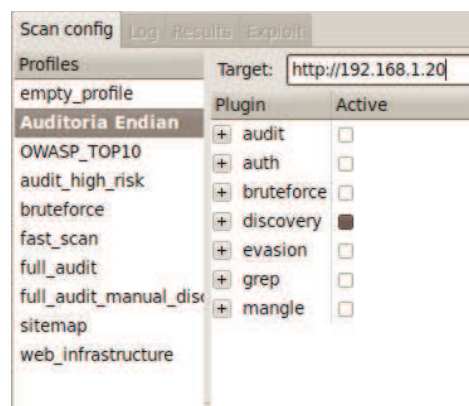 Scan config Log Results Exploit
Profiles
empty_profile
Auditoria Endian
OWASP_TOP10
audit_high_risk
bruteforce
fast_scan
full_audit
full_audit_manual_disc
sitemap
web_infrastructure
Target: http://192.168.1.20
Plugin Active
audit
auth
bruteforce
discovery
evasion
grep
mangle